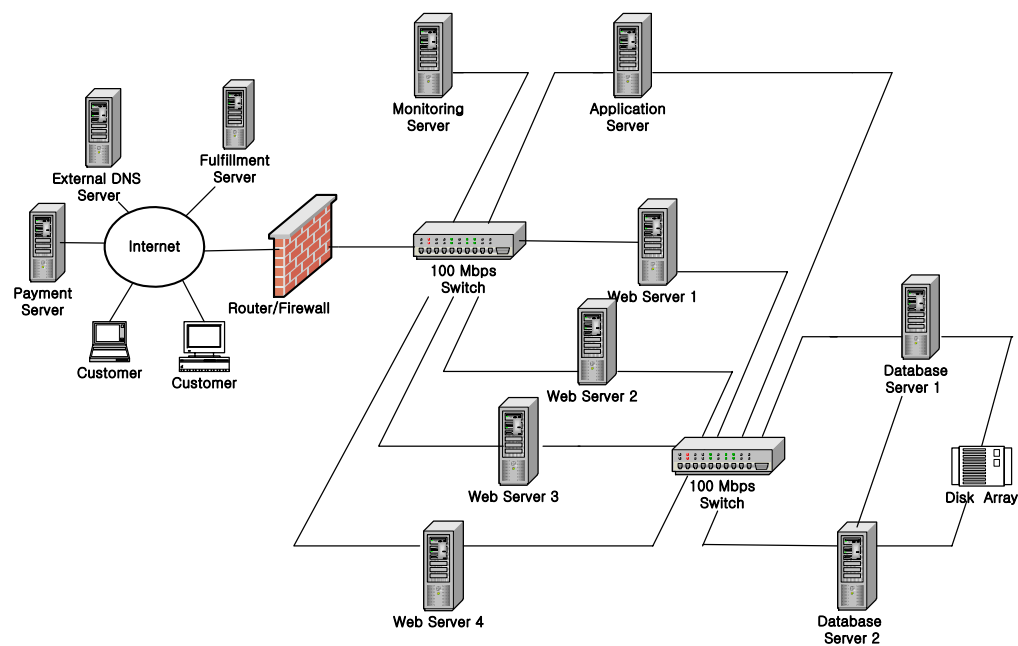 Monitoring
Server
Application
Server
External DNS
Server
Fulfillment
Server
Internet
Payment
Server
Router/Firewall
100 Mbps
Switch
Web Server 1
Customer
Customer
Web Server 2
Database
Server 1
Web Server 3
100 Mbps
Switch
Disk Array
Web Server 4
Database
Server 2